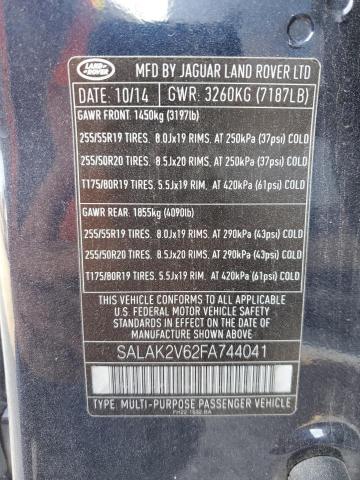 LAND ROVER
MFD BY JAGUAR LAND ROVER LTD
DATE: 10/14
GWR: 3260KG (7187LB)
GAWR FRONT: 1450kg (3197lb)
255/55R19 TIRES. 8.0Jx19 RIMS. AT 250kPa (37psi) COLD
255/50R20 TIRES. 8.5Jx20 RIMS. AT 250kPa (37psi) COLD
T175/80R19 TIRES. 5.5Jx19 RIMS. AT 420kPa (61psi) COLD
GAWR REAR: 1855kg (4090lb)
255/55R19 TIRES. 8.0Jx19 RIMS. AT 290kPa (43psi) COLD
255/50R20 TIRES. 8.5Jx20 RIMS. AT 290kPa (43psi) COLD
T175/80R19 TIRES. 5.5Jx19 RIMS. AT 420kPa (61psi) COLD
THIS VEHICLE CONFORMS TO ALL APPLICABLE
U.S. FEDERAL MOTOR VEHICLE SAFETY STANDARDS
IN EFFECT ON THE DATE OF MANUFACTURE
SHOWN ABOVE
SALAK2V62FA744041
TYPE: MULTI-PURPOSE PASSENGER VEHICLE